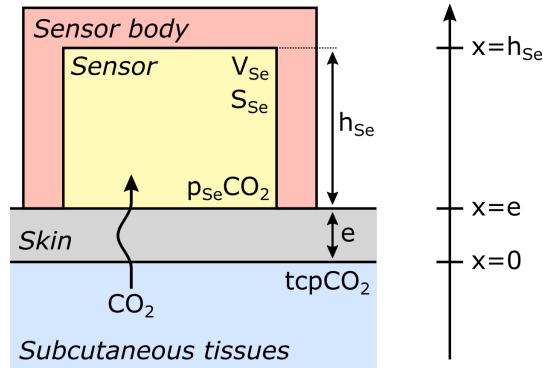 Sensor body
Sensor
V_Se
S_Se
h_Se
p_SeCO_2
Skin
e
CO_2
tcpCO_2
Subcutaneous tissues
x=h_Se
x=e
x=0